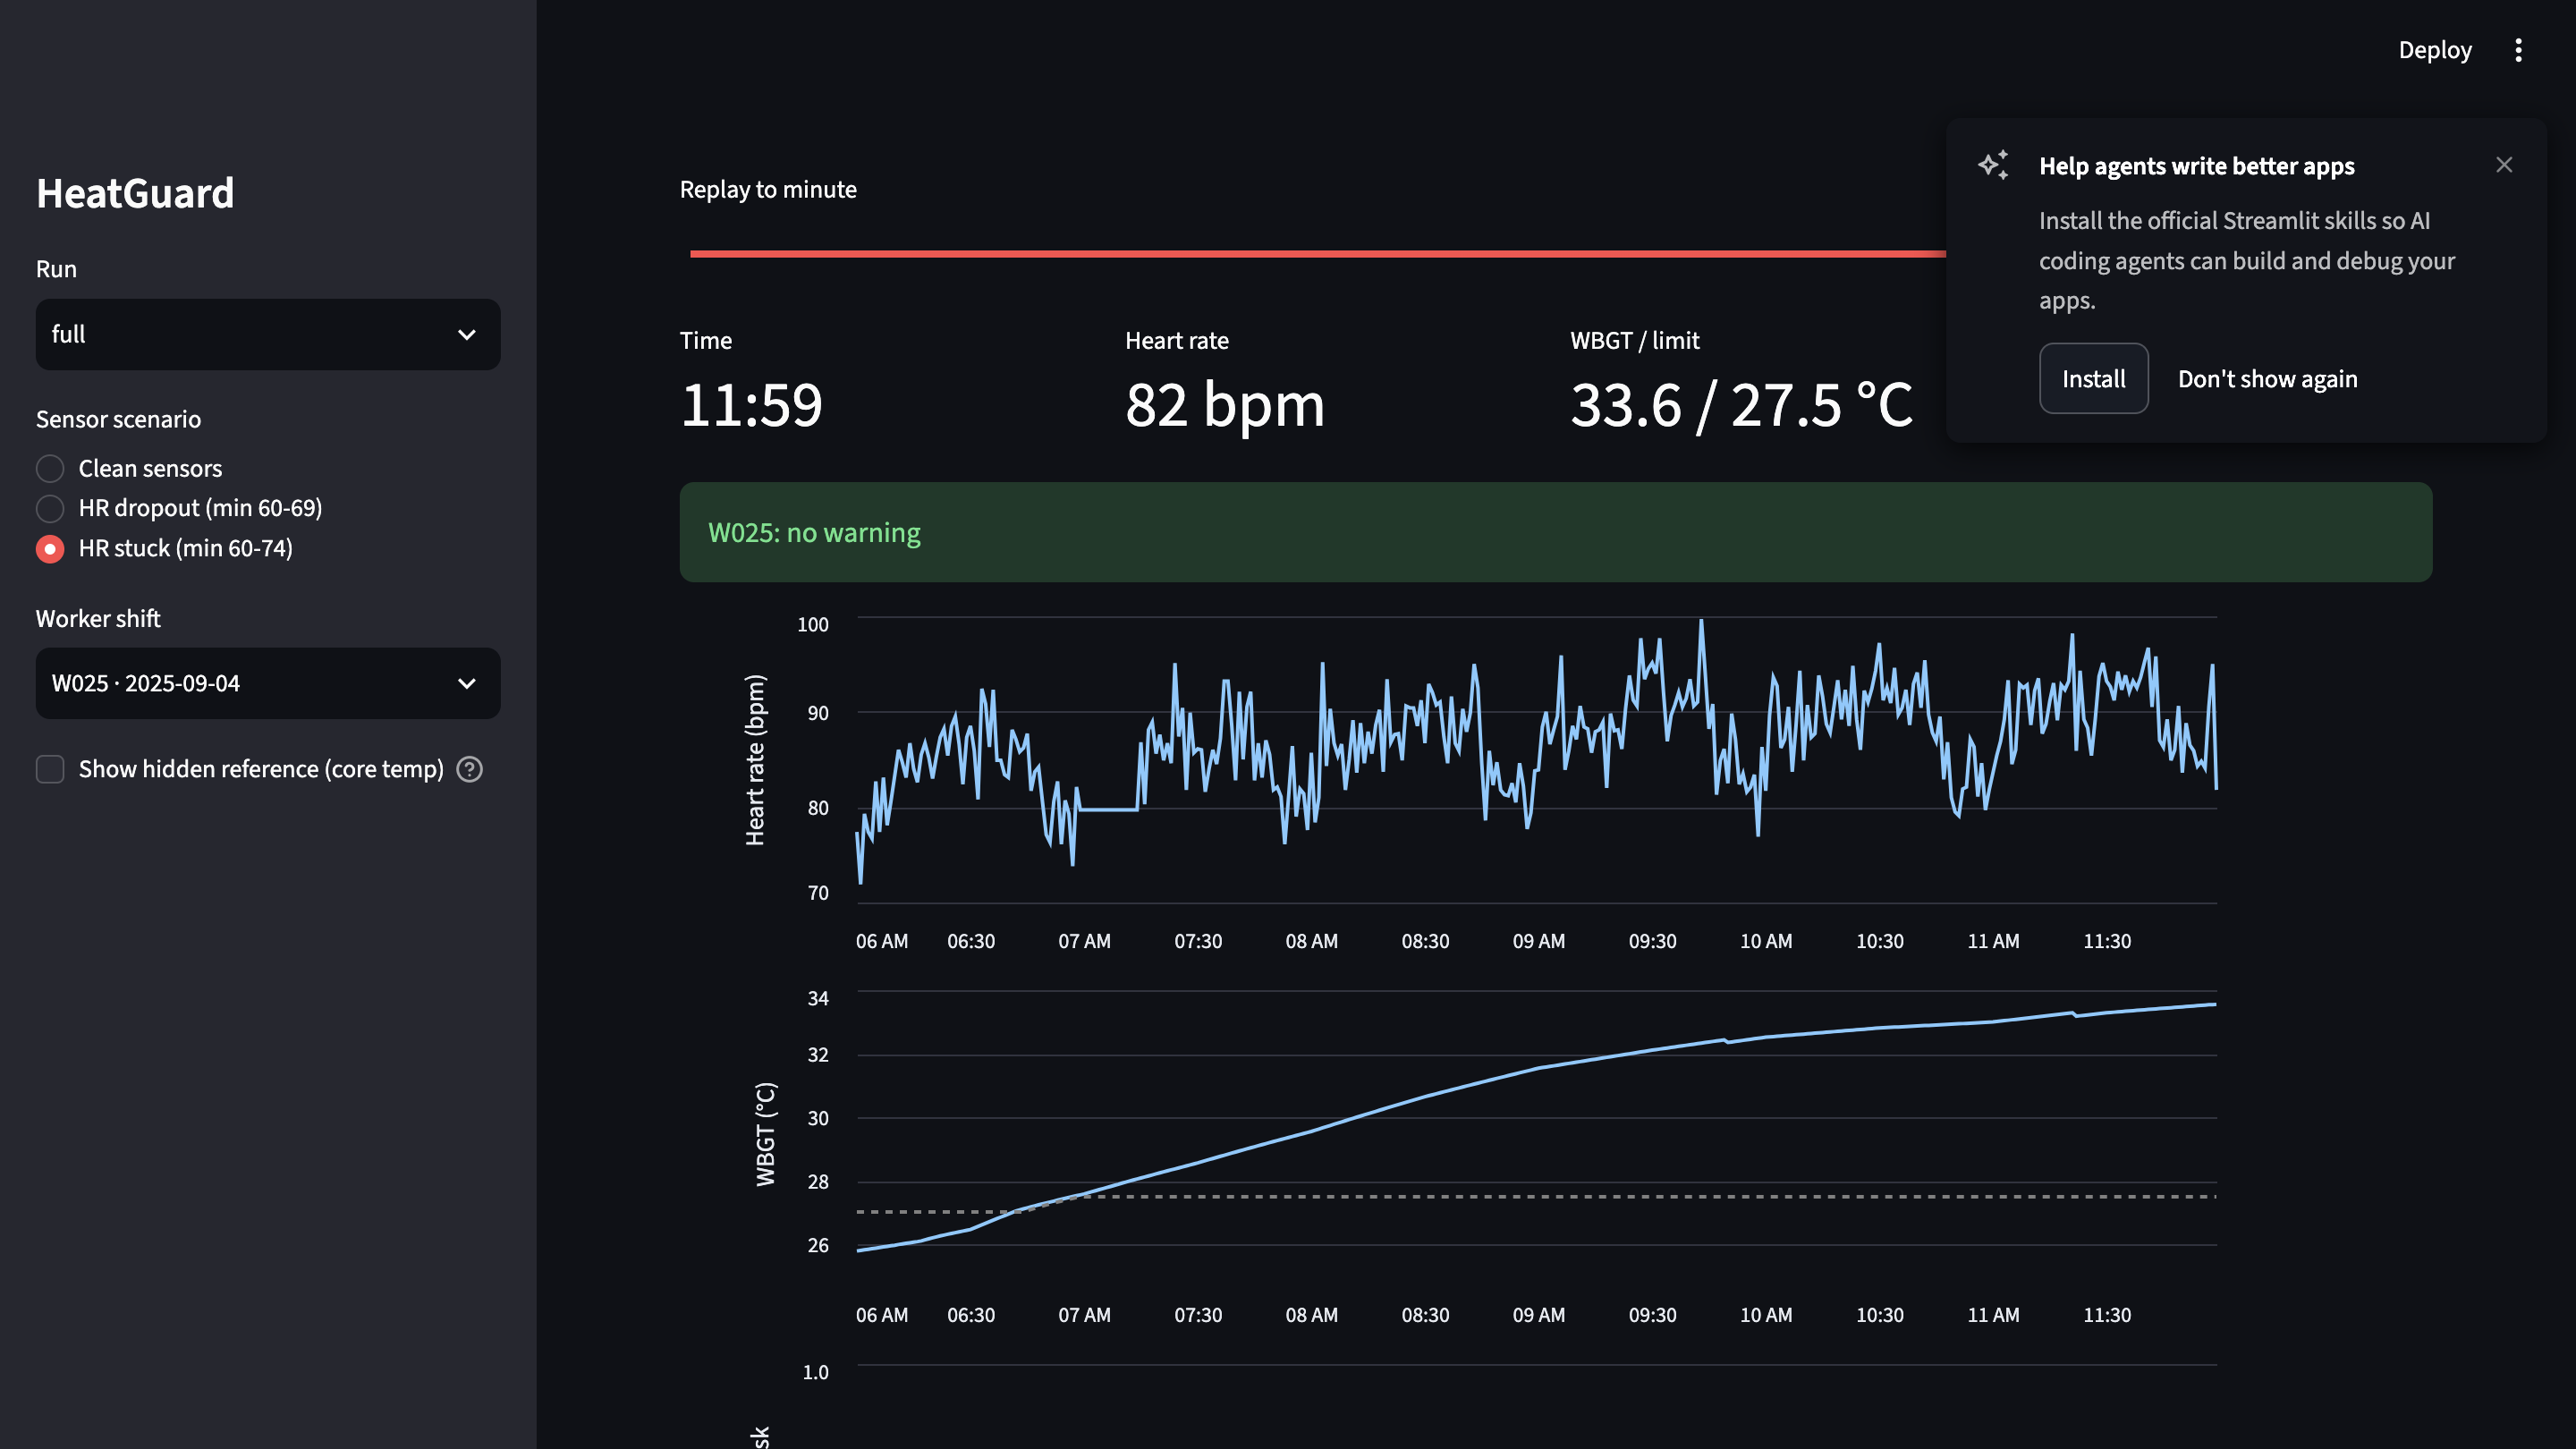 Deploy
HeatGuard
Run
full
Sensor scenario
Clean sensors
HR dropout (min 60-69)
HR stuck (min 60-74)
Worker shift
W025 · 2025-09-04
Show hidden reference (core temp)
Replay to minute
Help agents write better apps
Install the official Streamlit skills so AI
coding agents can build and debug your
apps.
Install
Don't show again
Time
11:59
Heart rate
82 bpm
WBGT / limit
33.6 / 27.5 °C
W025: no warning
Heart rate (bpm)
100
90
80
70
06 AM 06:30 07 AM 07:30 08 AM 08:30 09 AM 09:30 10 AM 10:30 11 AM 11:30
WBGT (°C)
34
32
30
28
26
06 AM 06:30 07 AM 07:30 08 AM 08:30 09 AM 09:30 10 AM 10:30 11 AM 11:30
1.0
sk